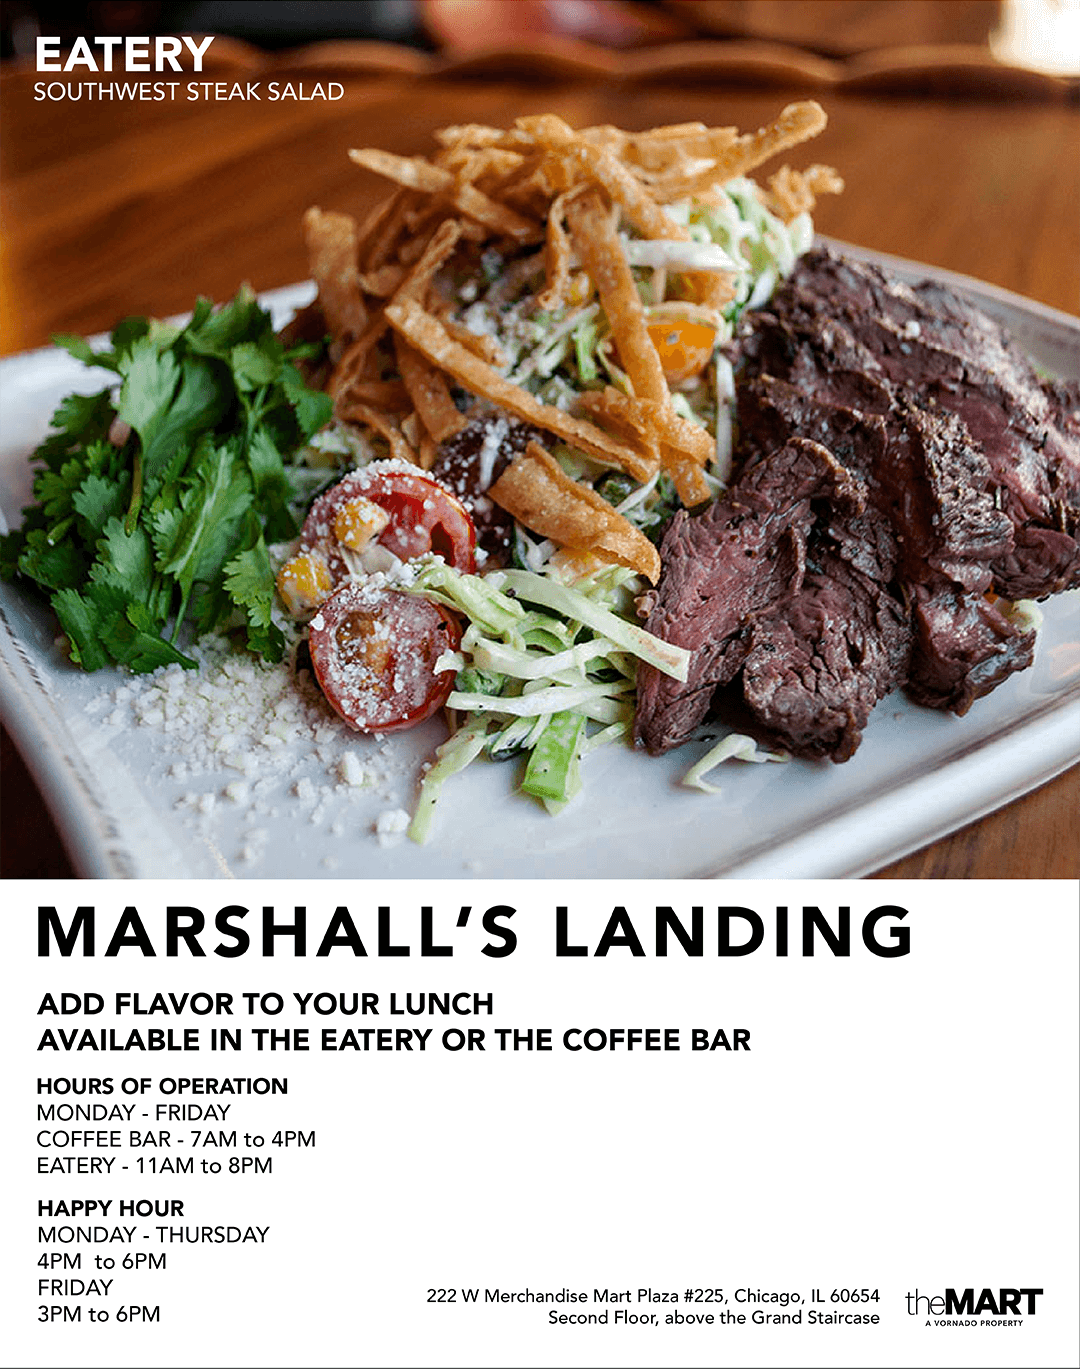 EATERY
SOUTHWEST STEAK SALAD
MARSHALL’S LANDING
ADD FLAVOR TO YOUR LUNCH
AVAILABLE IN THE EATERY OR THE COFFEE BAR
HOURS OF OPERATION
MONDAY - FRIDAY
COFFEE BAR - 7AM to 4PM
EATERY - 11AM to 8PM
HAPPY HOUR
MONDAY - THURSDAY
4PM  to 6PM
FRIDAY
3PM to 6PM
222 W Merchandise Mart Plaza #225, Chicago, IL 60654
Second Floor, above the Grand Staircase
theMART
A VORNADO PROPERTY